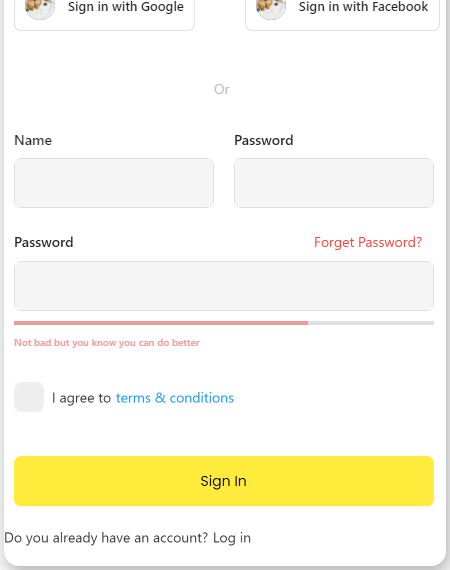 Sign in with Google
Sign in with Facebook
Or
Name
Password
Password
Forget Password?
Not bad but you know you can do better
I agree to terms & conditions
Sign In
Do you already have an account? Log in